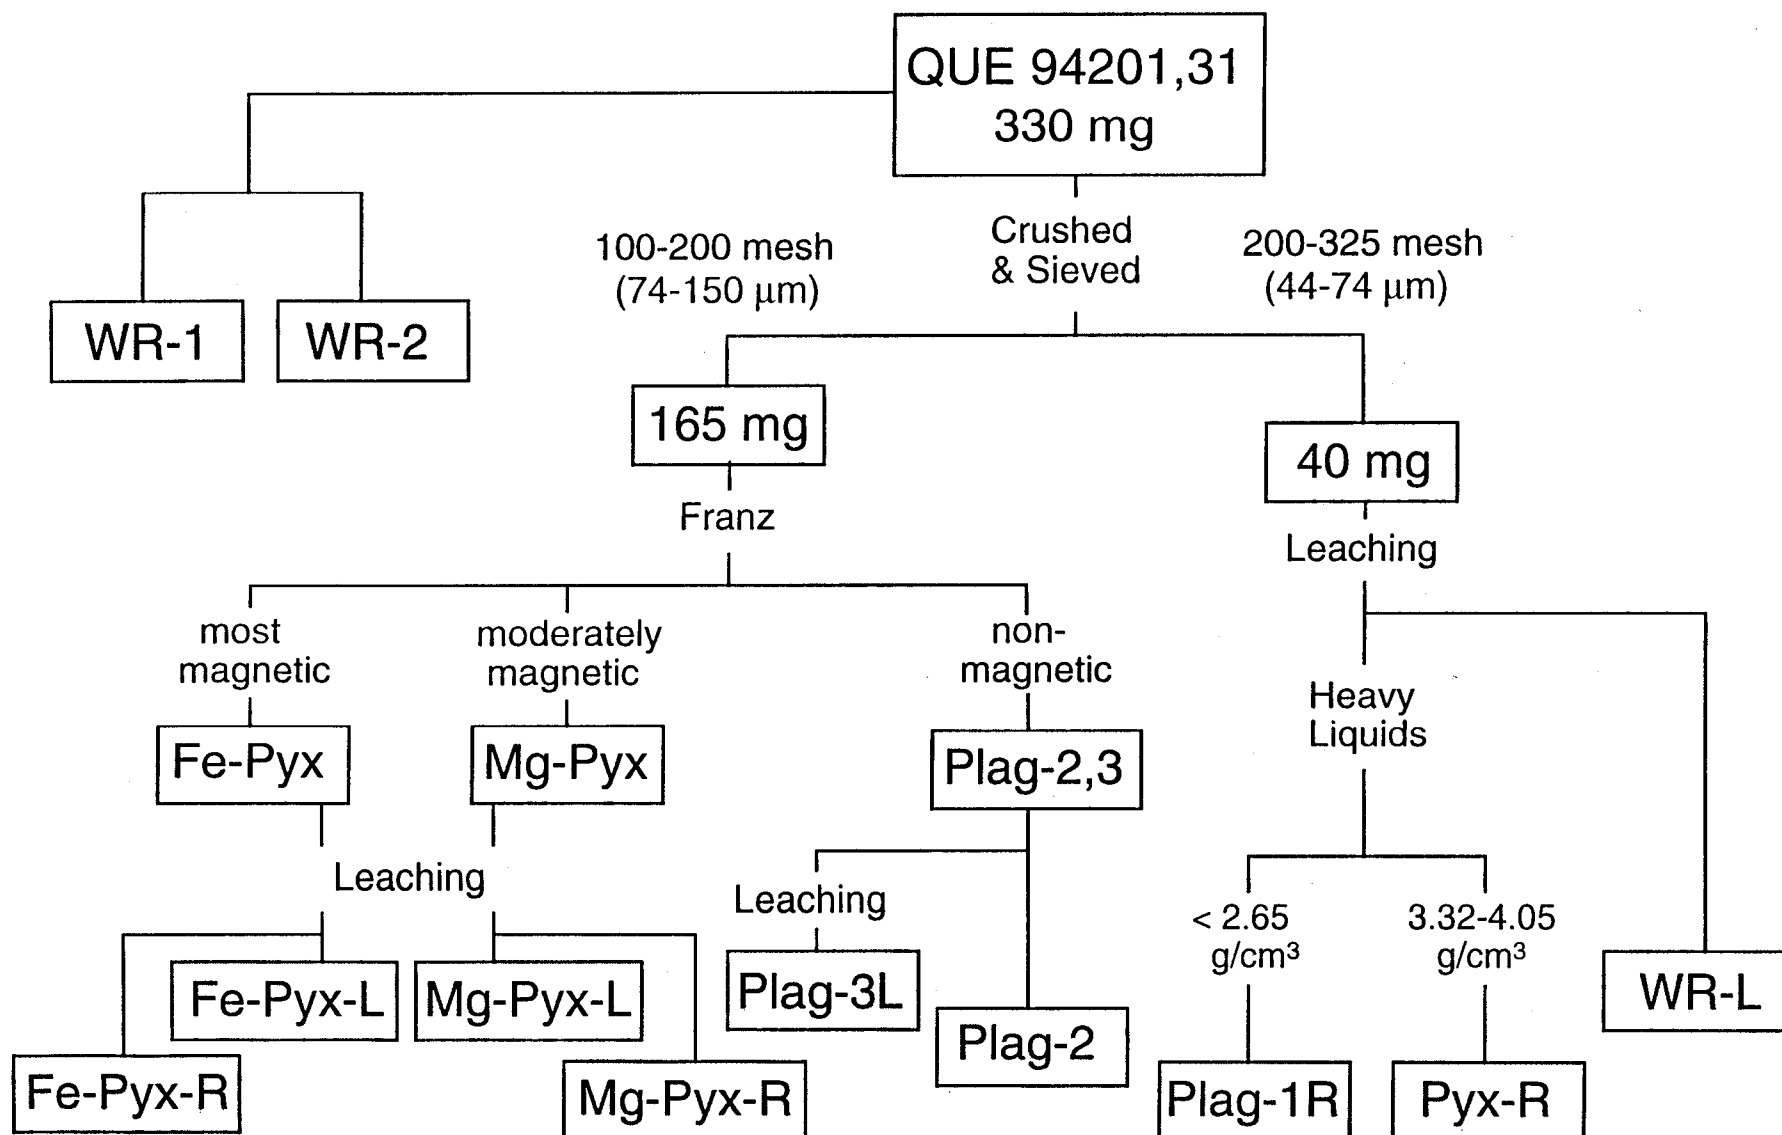 QUE 94201,31
330 mg
100-200 mesh
(74-150 μm)
Crushed
& Sieved
200-325 mesh
(44-74 μm)
WR-1
WR-2
165 mg
40 mg
Franz
Leaching
most
magnetic
moderately
magnetic
non-
magnetic
Heavy
Liquids
Fe-Pyx
Mg-Pyx
Plag-2,3
Leaching
Leaching
< 2.65
g/cm³
3.32-4.05
g/cm³
Fe-Pyx-L
Mg-Pyx-L
Plag-3L
WR-L
Plag-2
Fe-Pyx-R
Mg-Pyx-R
Plag-1R
Pyx-R